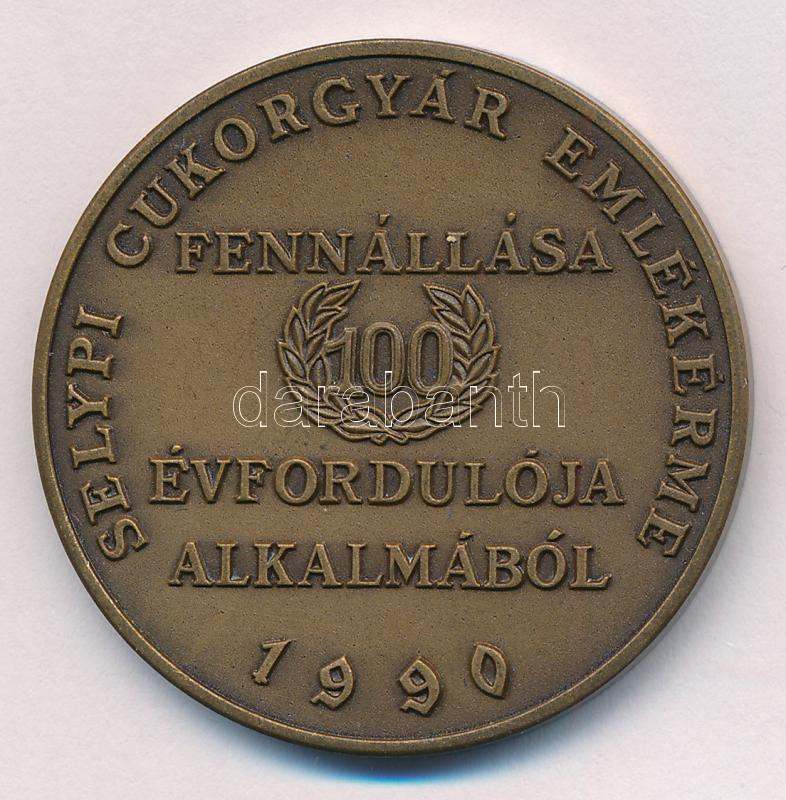 SELYPI CUKORGYÁR EMLÉKÉRME
FENNÁLLÁSA
100
ÉVFORDULÓJA
ALKALMÁBÓL
1990
darabanth